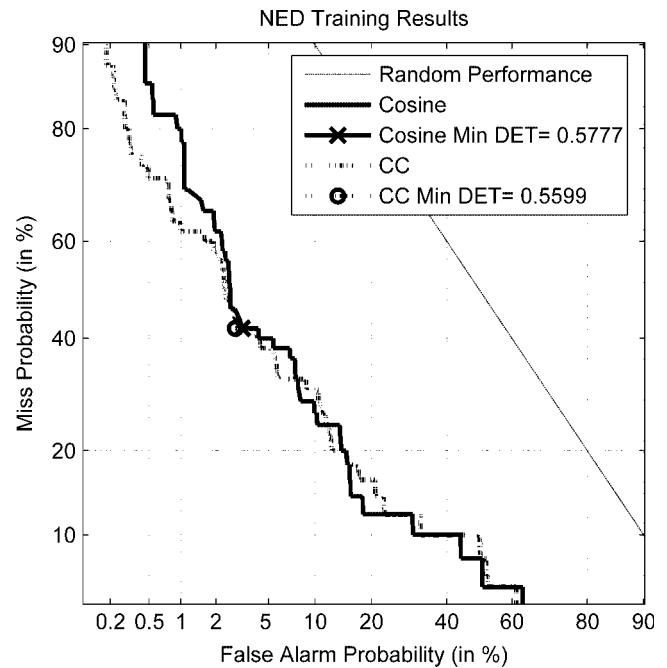 NED Training Results
90
80
60
40
20
10
Miss Probability (in %)
Random Performance
Cosine
Cosine Min DET= 0.5777
CC
CC Min DET= 0.5599
0.2 0.5 1 2 5 10 20 40 60 80 90
False Alarm Probability (in %)